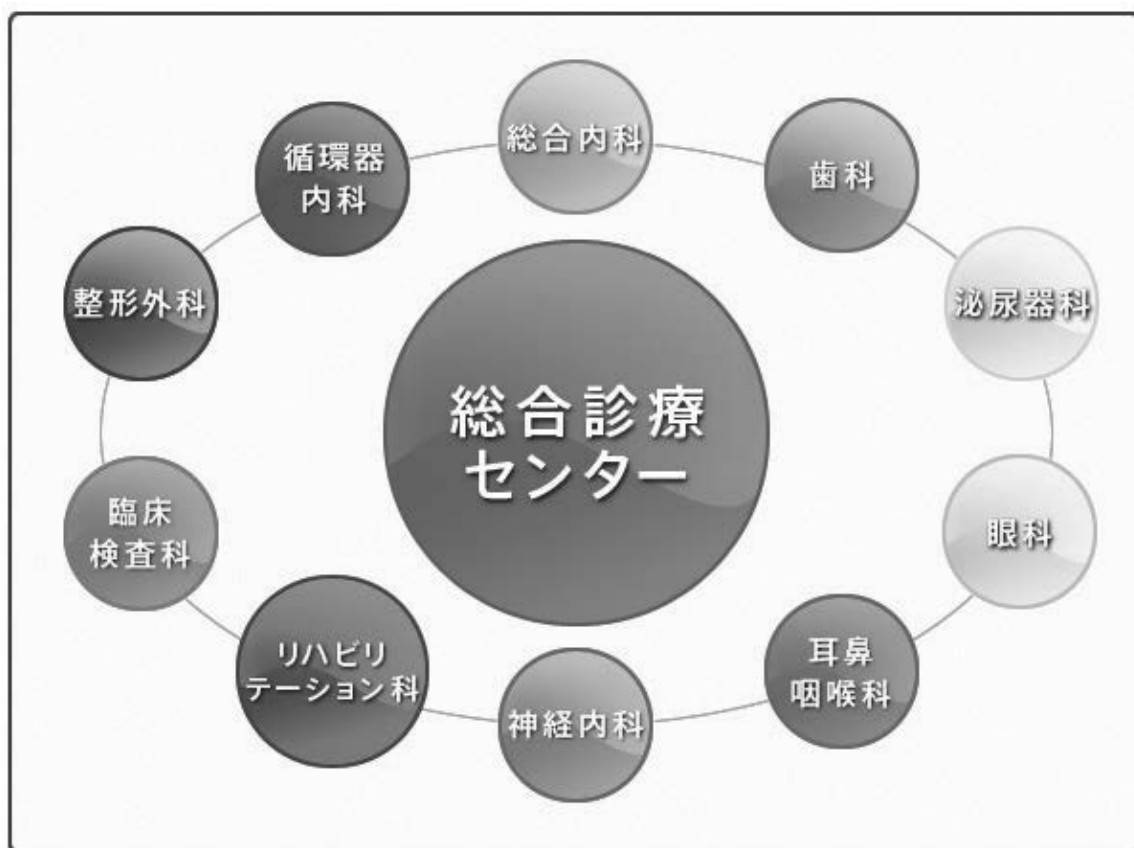 総合内科
歯科
泌尿器科
眼科
耳鼻
咽喉科
神経内科
リハビリ
テーション科
臨床
検査科
整形外科
循環器
内科
総合診療
センター